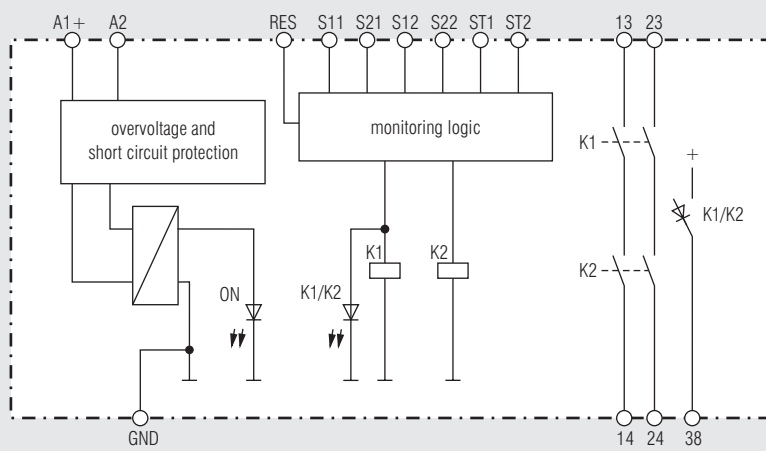 A1+ A2 RES S11 S21 S12 S22 ST1 ST2 13 23
overvoltage and
short circuit protection
monitoring logic
K1
+
K1/K2
K1 K2
K2
ON K1/K2
GND 14 24 38